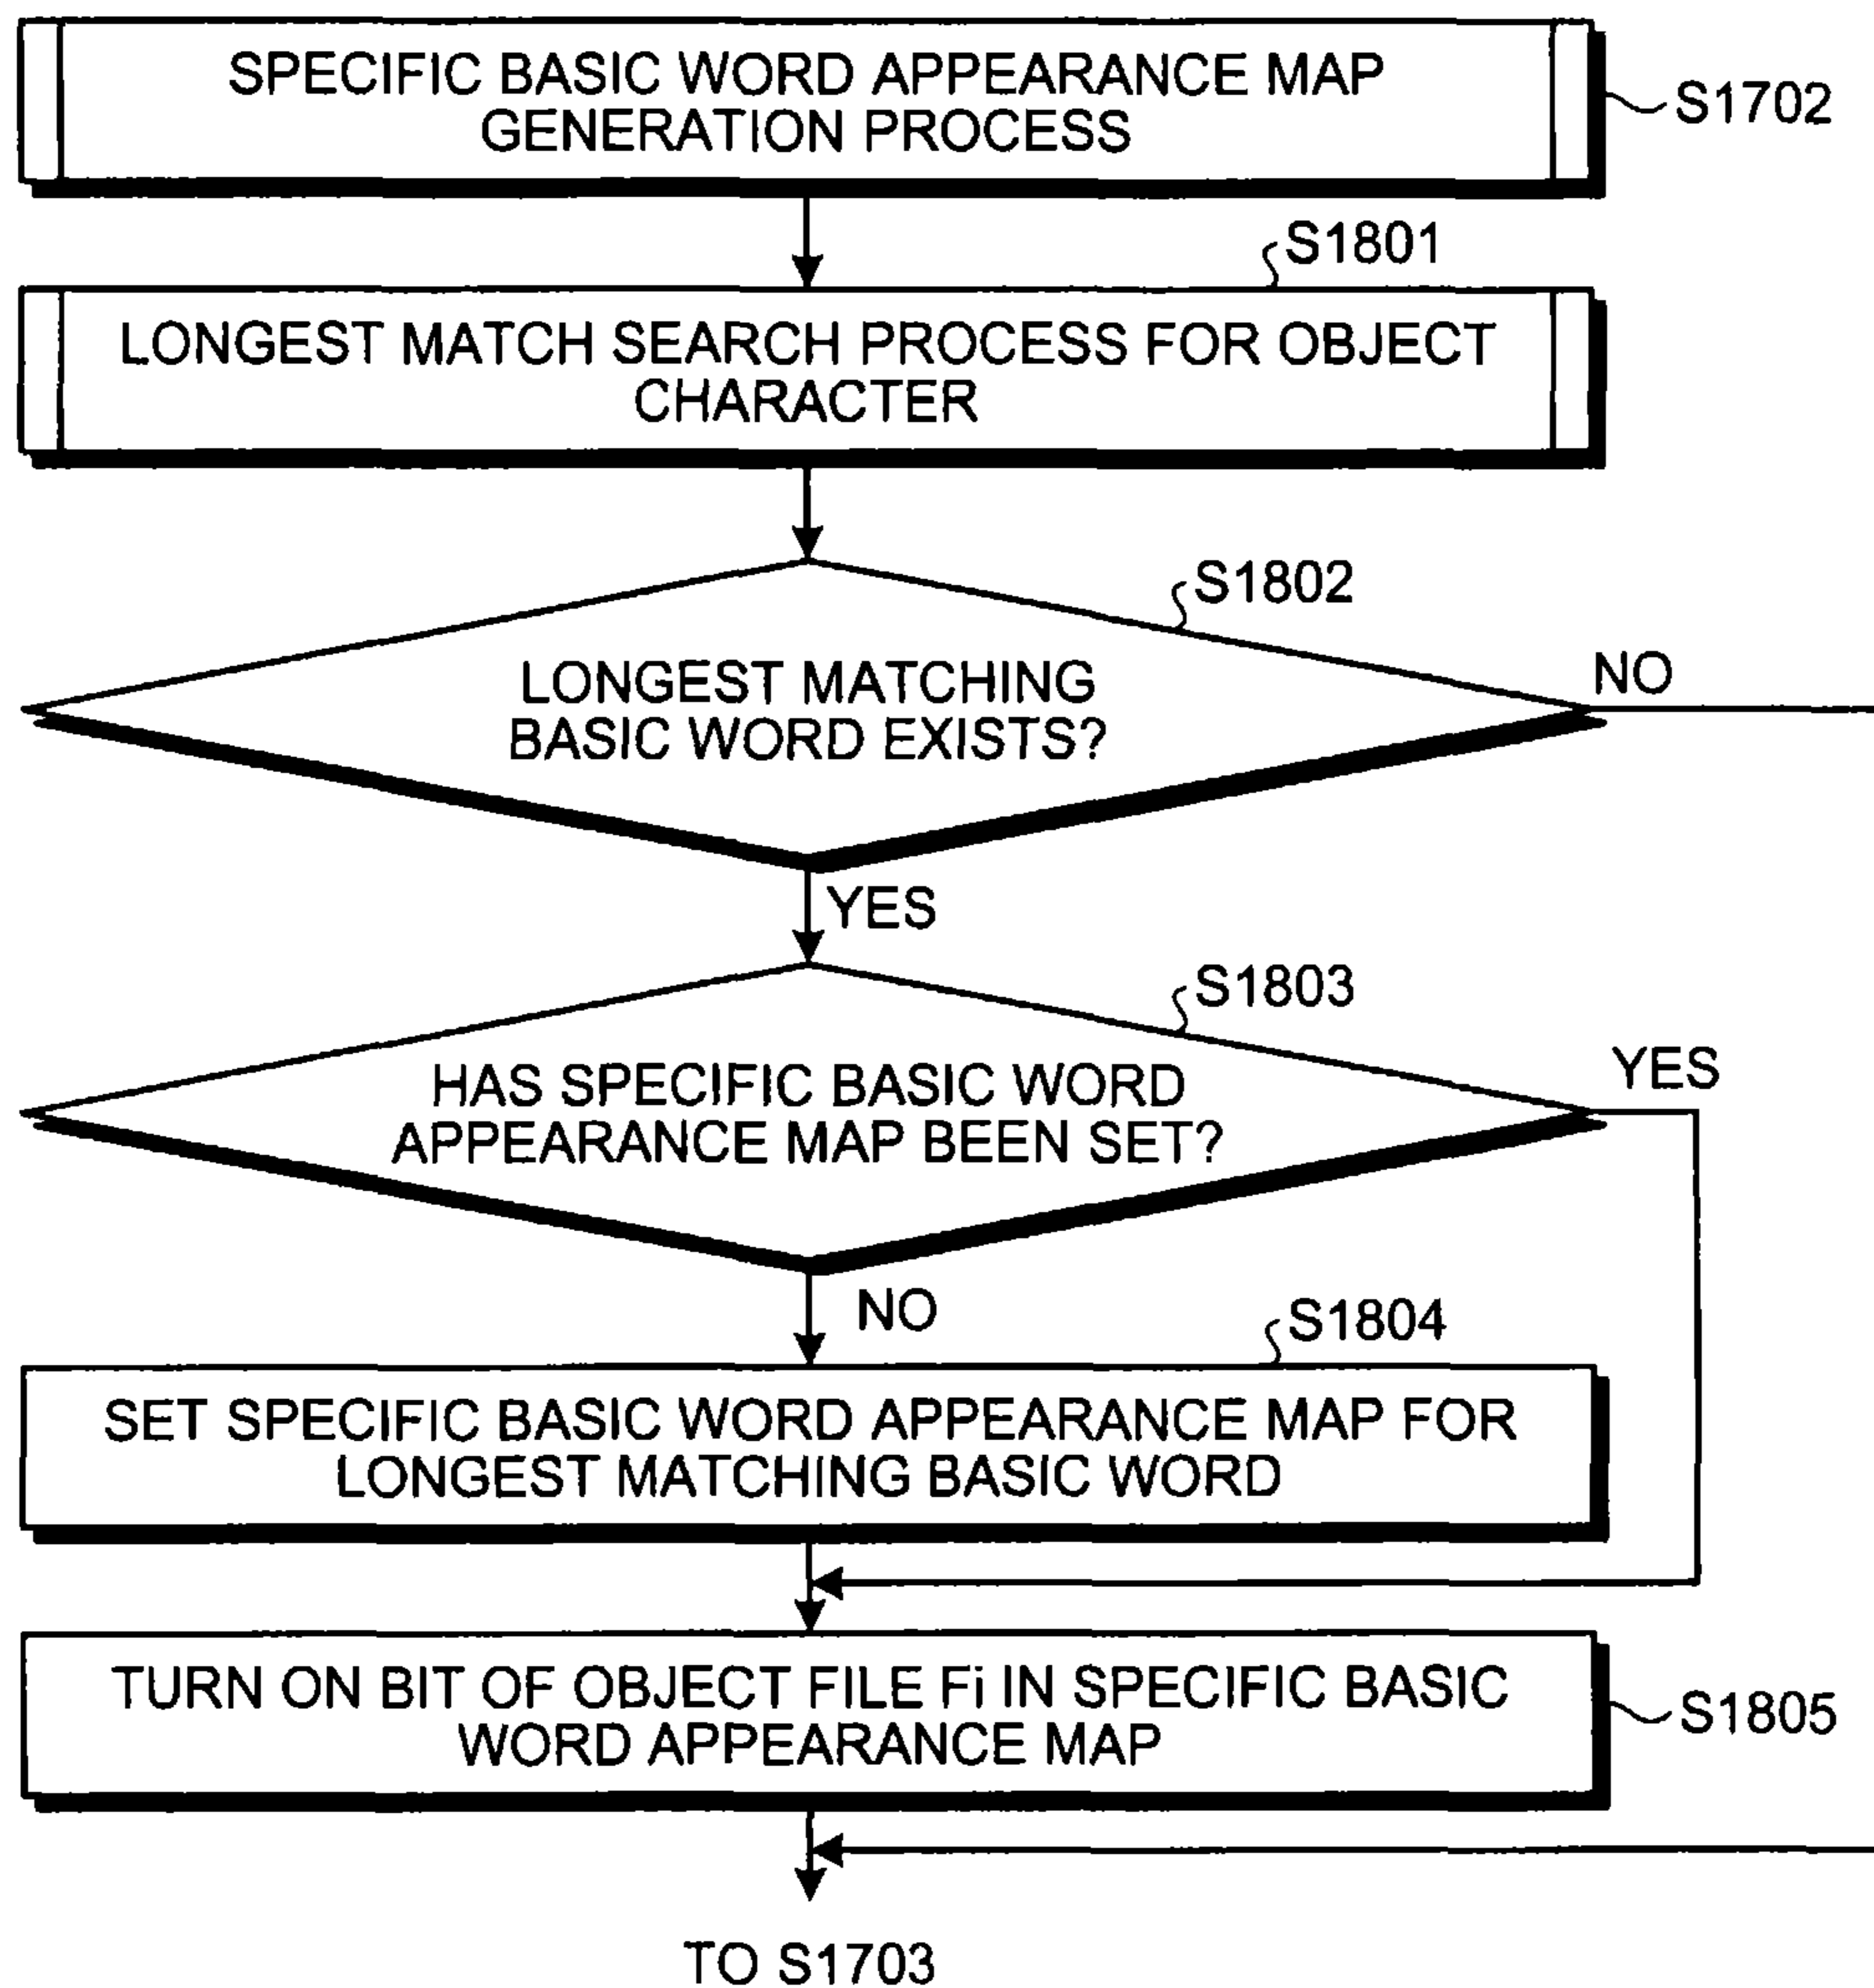 SPECIFIC BASIC WORD APPEARANCE MAP
GENERATION PROCESS
S1702
S1801
LONGEST MATCH SEARCH PROCESS FOR OBJECT
CHARACTER
S1802
LONGEST MATCHING
BASIC WORD EXISTS?
NO
YES
S1803
HAS SPECIFIC BASIC WORD
APPEARANCE MAP BEEN SET?
YES
NO
S1804
SET SPECIFIC BASIC WORD APPEARANCE MAP FOR
LONGEST MATCHING BASIC WORD
TURN ON BIT OF OBJECT FILE Fi IN SPECIFIC BASIC
WORD APPEARANCE MAP
S1805
TO S1703